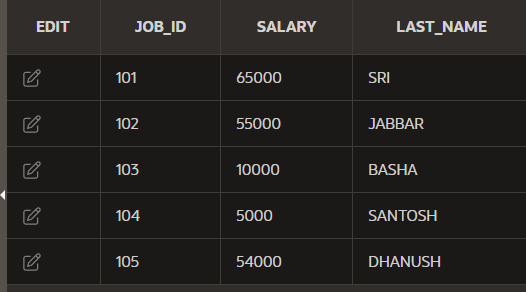 EDIT JOB_ID SALARY LAST_NAME
101 65000 SRI
102 55000 JABBAR
103 10000 BASHA
104 5000 SANTOSH
105 54000 DHANUSH